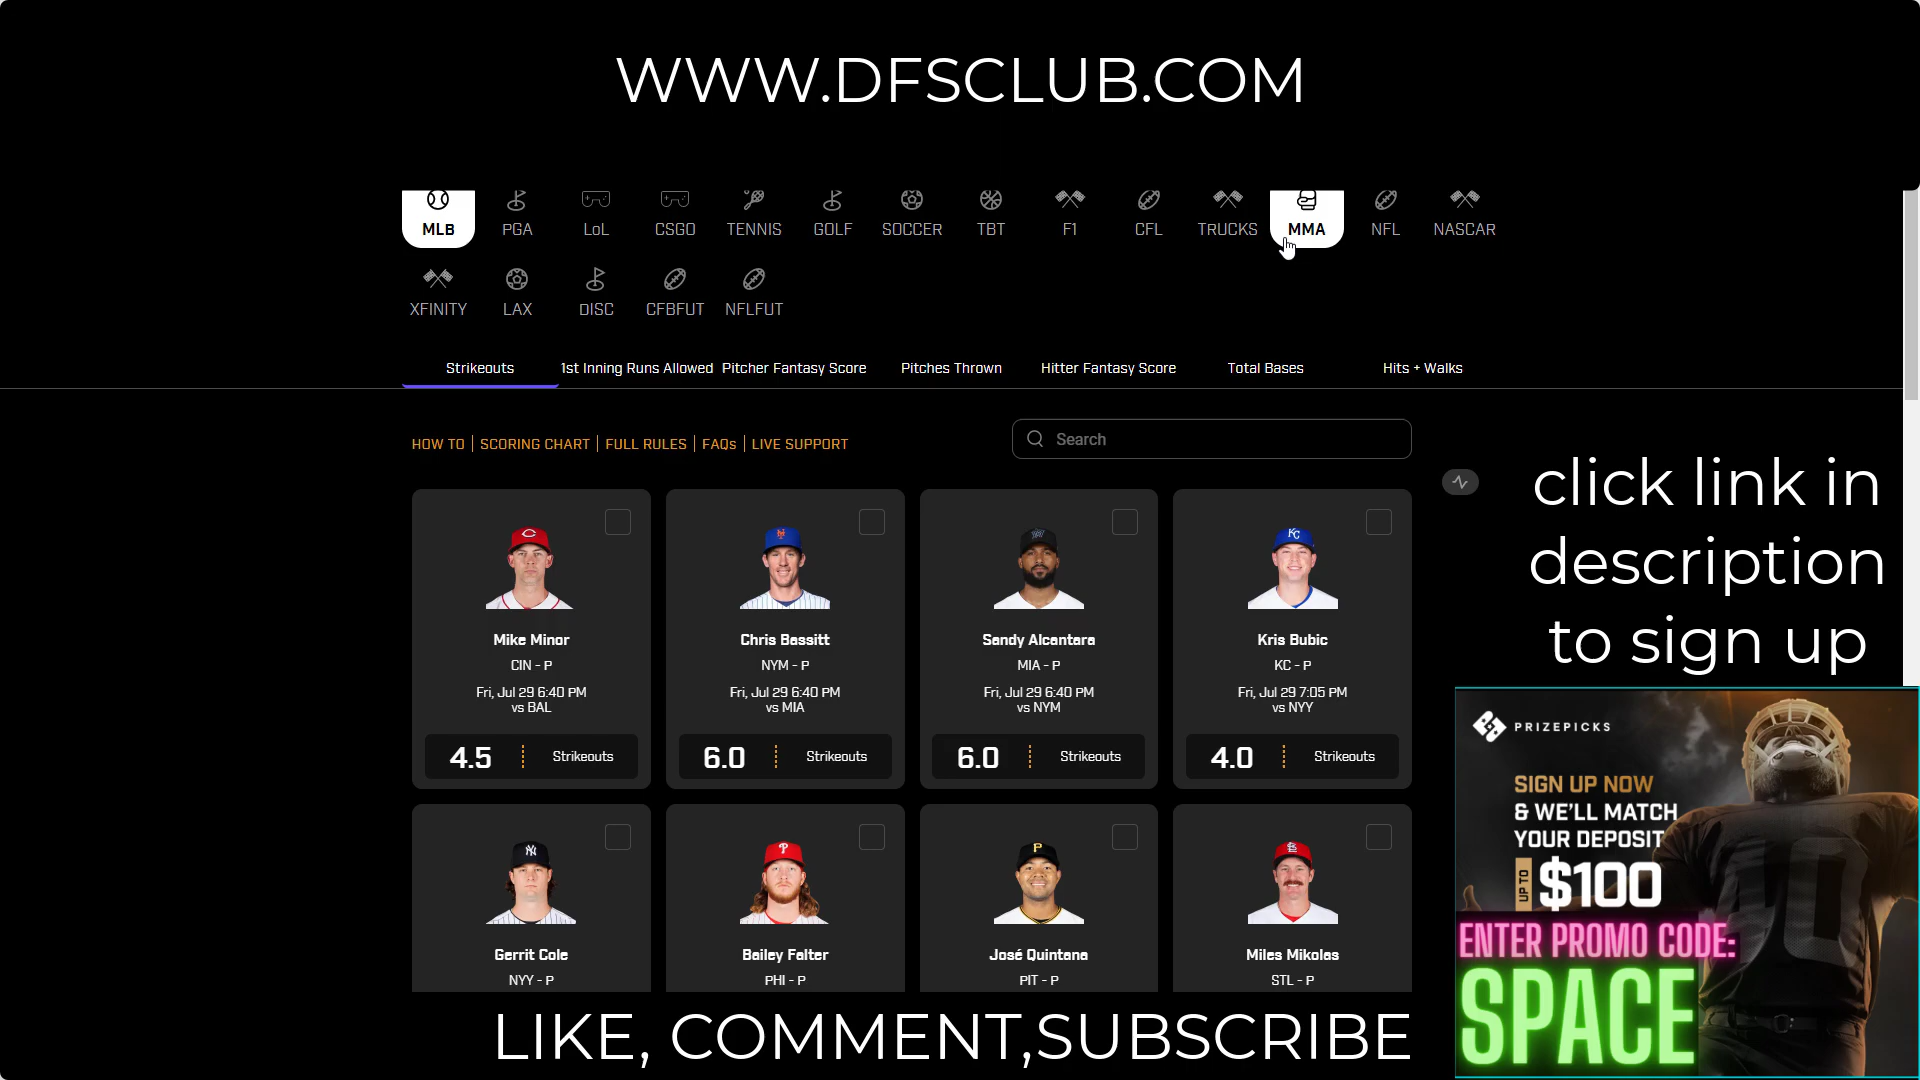 WWW.DFSCLUB.COM
MLB PGA LoL CSGO TENNIS GOLF SOCCER TBT F1 CFL TRUCKS MMA NFL NASCAR
XFINITY LAX DISC CFBFUT NFLFUT
Strikeouts 1st Inning Runs Allowed Pitcher Fantasy Score Pitches Thrown Hitter Fantasy Score Total Bases Hits + Walks
HOW TO | SCORING CHART | FULL RULES | FAQs | LIVE SUPPORT
Search
Mike Minor
CIN - P
Fri, Jul 29 6:40 PM
vs BAL
4.5 Strikeouts
Chris Bassitt
NYM - P
Fri, Jul 29 6:40 PM
vs MIA
6.0 Strikeouts
Sandy Alcantara
MIA - P
Fri, Jul 29 6:40 PM
vs NYM
6.0 Strikeouts
Kris Bubic
KC - P
Fri, Jul 29 7:05 PM
vs NYY
4.0 Strikeouts
Gerrit Cole
NYY - P
Bailey Falter
PHI - P
José Quintana
PIT - P
Miles Mikolas
STL - P
click link in
description
to sign up
PRIZEPICKS
SIGN UP NOW
& WE'LL MATCH
YOUR DEPOSIT
UP TO $100
ENTER PROMO CODE:
SPACE
LIKE, COMMENT,SUBSCRIBE